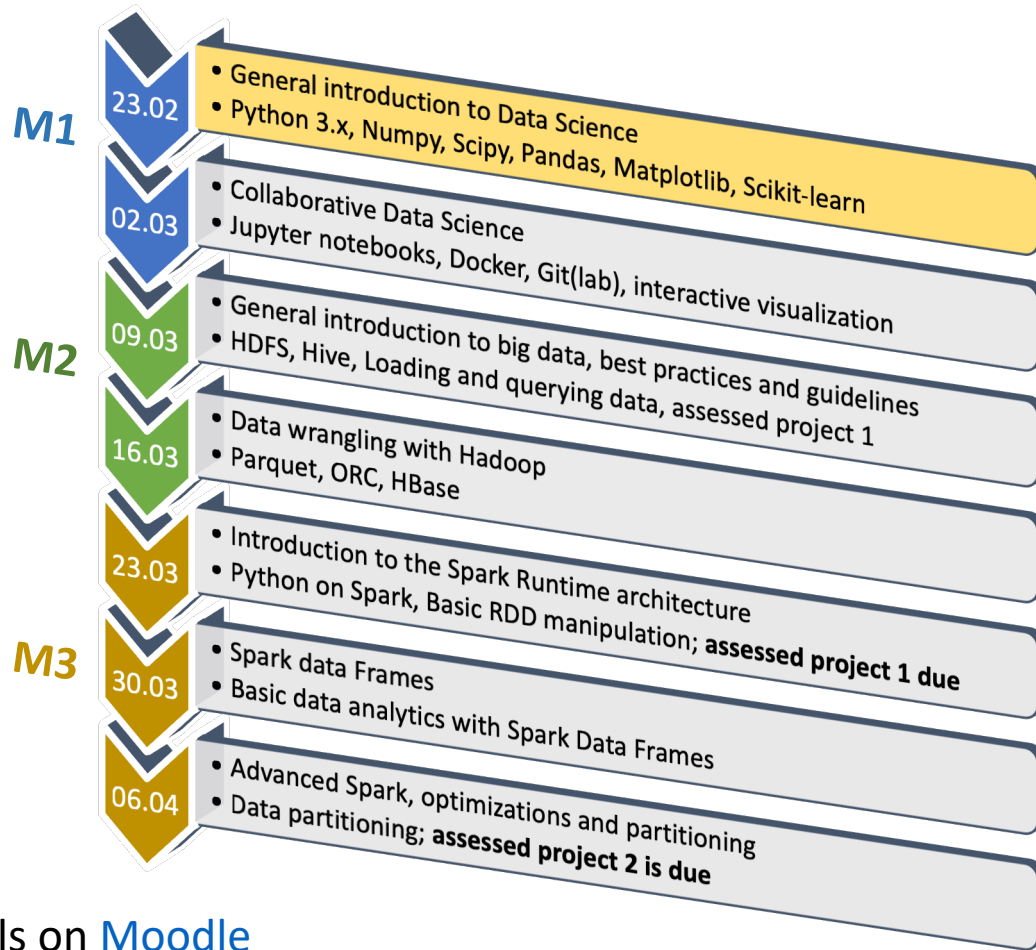 M1
23.02
• General introduction to Data Science
• Python 3.x, Numpy, Scipy, Pandas, Matplotlib, Scikit-learn
02.03
• Collaborative Data Science
• Jupyter notebooks, Docker, Git(lab), interactive visualization
M2
09.03
• General introduction to big data, best practices and guidelines
• HDFS, Hive, Loading and querying data, assessed project 1
16.03
• Data wrangling with Hadoop
• Parquet, ORC, HBase
M3
23.03
• Introduction to the Spark Runtime architecture
• Python on Spark, Basic RDD manipulation; assessed project 1 due
30.03
• Spark data Frames
• Basic data analytics with Spark Data Frames
06.04
• Advanced Spark, optimizations and partitioning
• Data partitioning; assessed project 2 is due
ls on Moodle